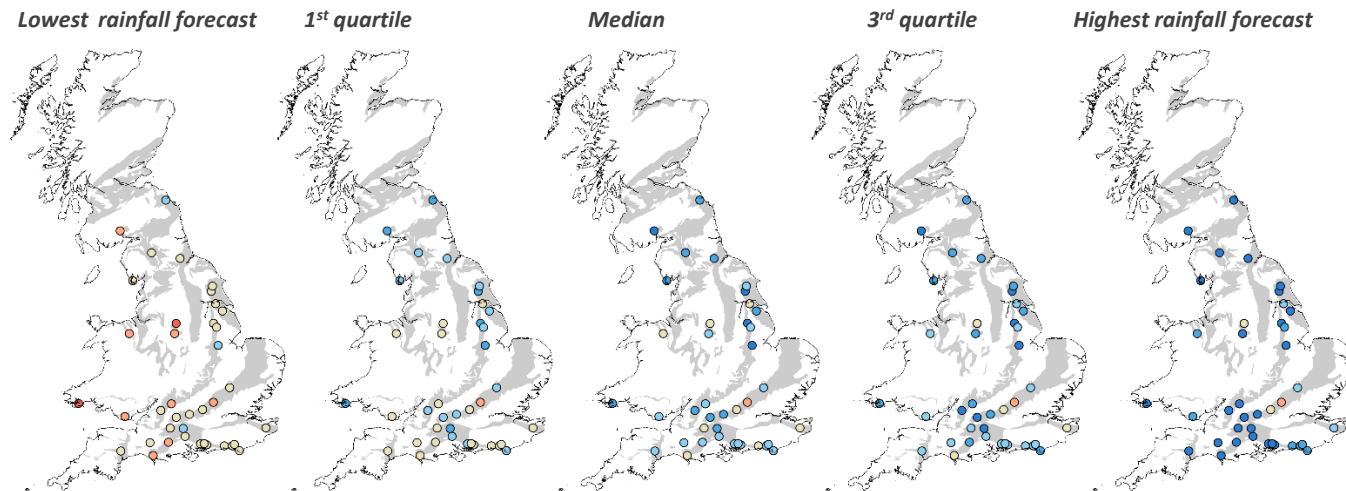 Lowest rainfall forecast
1st quartile
Median
3rd quartile
Highest rainfall forecast